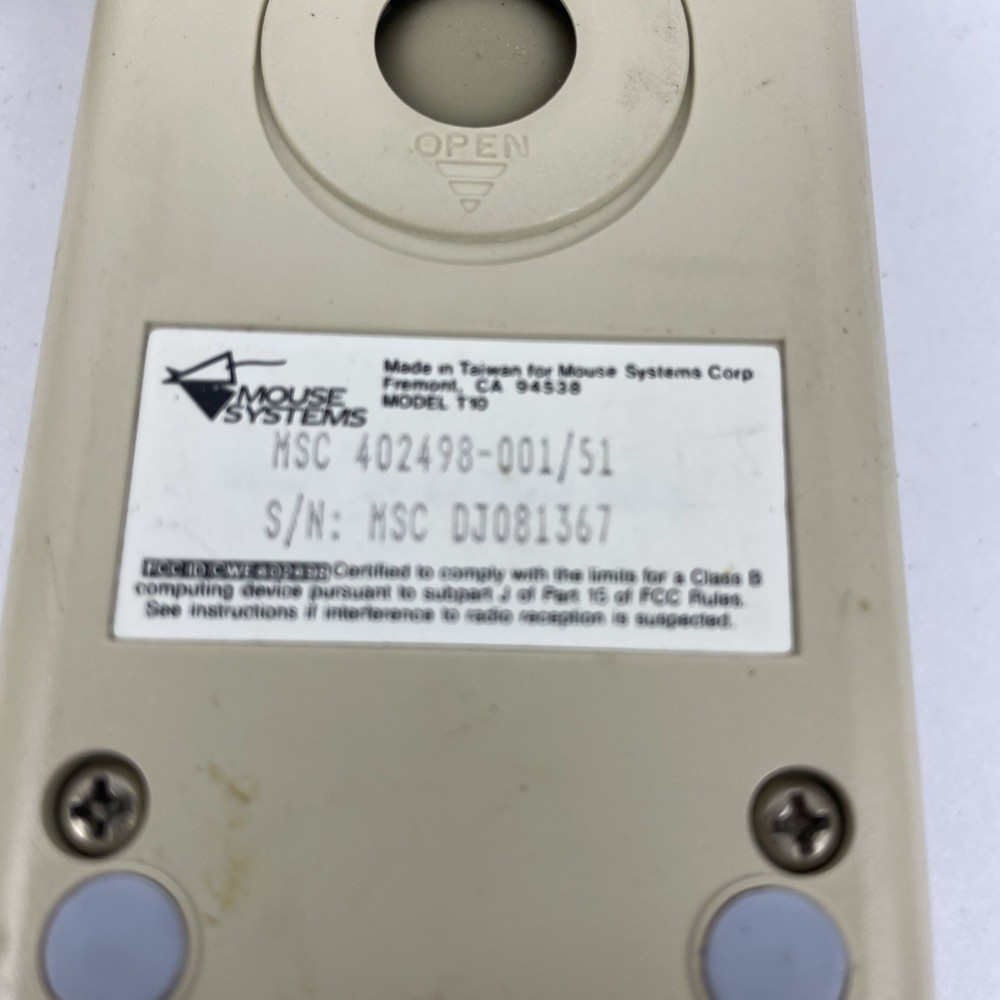 OPEN
MOUSE
SYSTEMS
Made in Taiwan for Mouse Systems Corp
Fremont, CA 94538
MODEL T10
MSC 402498-001/51
S/N: MSC DJ081367
FCC ID Certified to comply with the limits for a Class B
computing device pursuant to subpart J of Part 15 of FCC Rules.
See instructions if interference to radio reception is suspected.